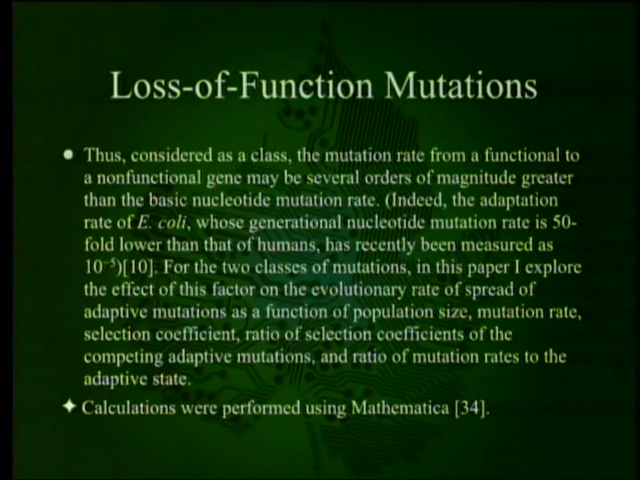 Loss-of-Function Mutations
● Thus, considered as a class, the mutation rate from a functional to
a nonfunctional gene may be several orders of magnitude greater
than the basic nucleotide mutation rate. (Indeed, the adaptation
rate of E. coli, whose generational nucleotide mutation rate is 50-
fold lower than that of humans, has recently been measured as
10⁻⁵)[10]. For the two classes of mutations, in this paper I explore
the effect of this factor on the evolutionary rate of spread of
adaptive mutations as a function of population size, mutation rate,
selection coefficient, ratio of selection coefficients of the
competing adaptive mutations, and ratio of mutation rates to the
adaptive state.
✦ Calculations were performed using Mathematica [34].